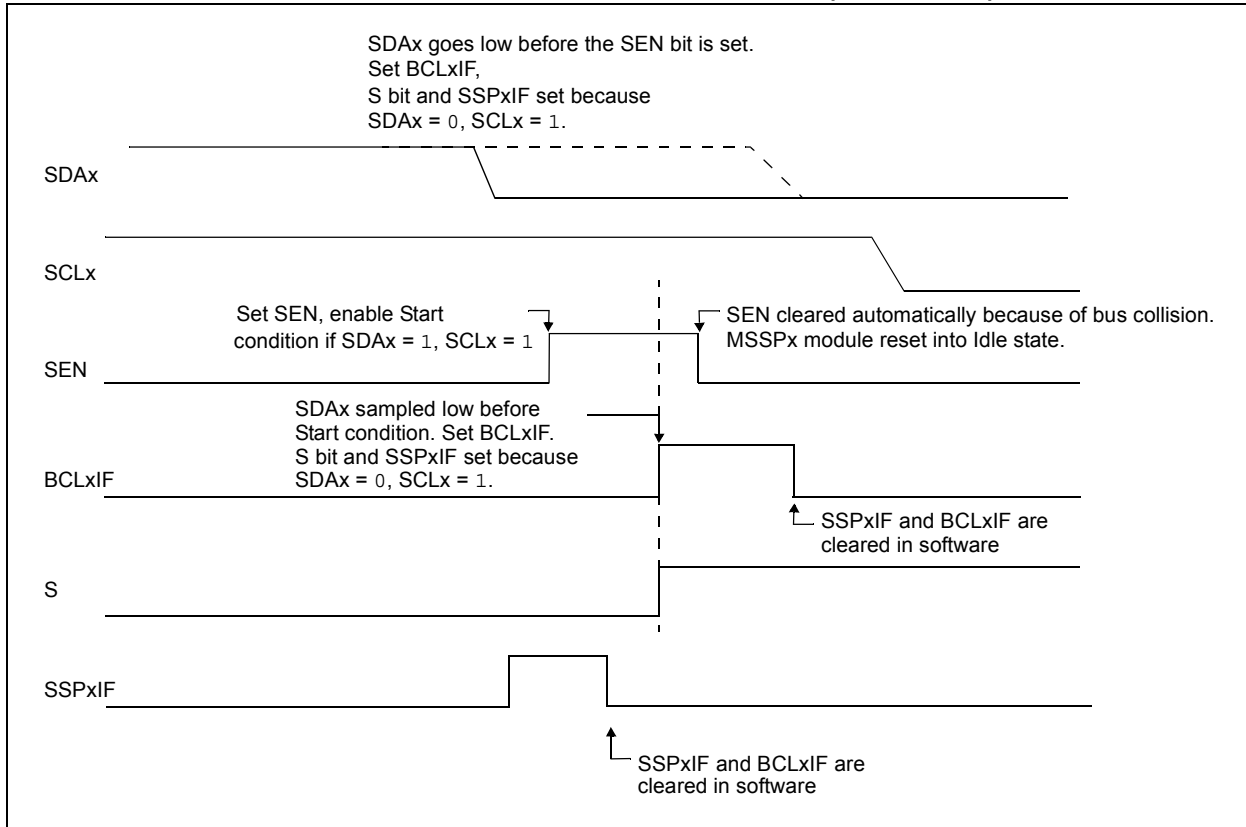 SDAx goes low before the SEN bit is set.
Set BCLxIF,
S bit and SSPxIF set because
SDAx = 0, SCLx = 1.
SDAx
SCLx
Set SEN, enable Start
condition if SDAx = 1, SCLx = 1
SEN cleared automatically because of bus collision.
MSSPx module reset into Idle state.
SEN
SDAx sampled low before
Start condition. Set BCLxIF.
S bit and SSPxIF set because
SDAx = 0, SCLx = 1.
BCLxIF
SSPxIF and BCLxIF are
cleared in software
S
SSPxIF
SSPxIF and BCLxIF are
cleared in software